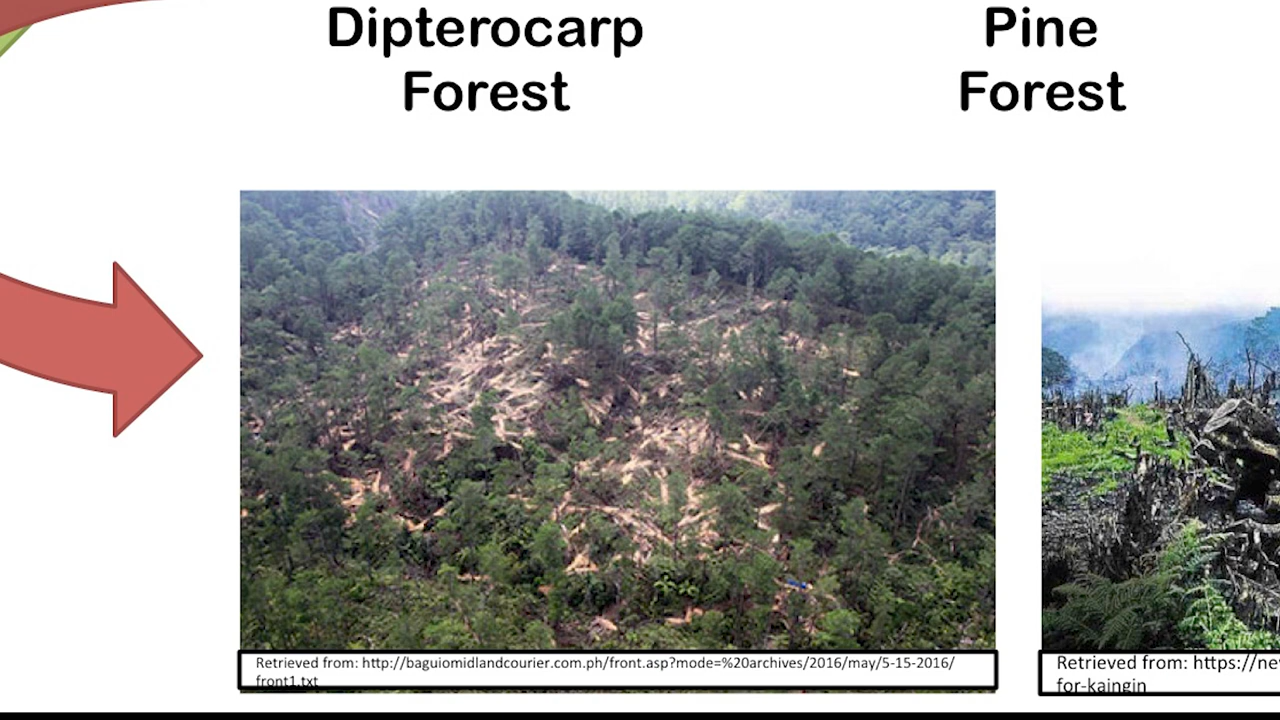 Dipterocarp
Forest
Pine
Forest
Retrieved from: http://baguiomidlandcourier.com.ph/front.asp?mode=%20archives/2016/may/5-15-2016/
front1.txt
Retrieved from: https://ne
for-kaingin